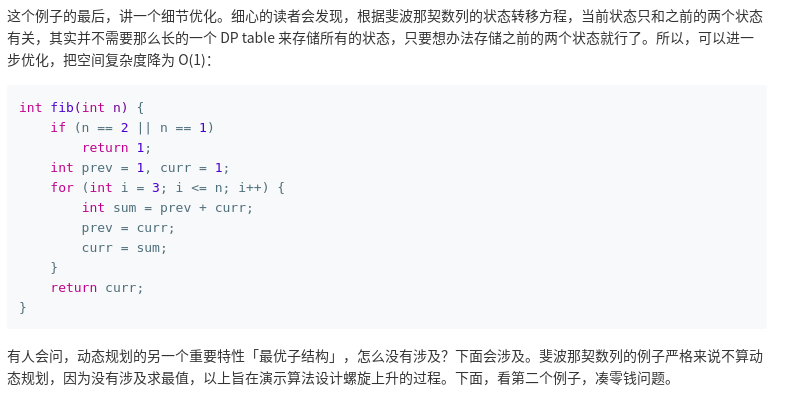 这个例子的最后，讲一个细节优化。细心的读者会发现，根据斐波那契数列的状态转移方程，当前状态只和之前的两个状态
有关，其实并不需要那么长的一个 DP table 来存储所有的状态，只要想办法存储之前的两个状态就行了。所以，可以进一
步优化，把空间复杂度降为 O(1)：
int fib(int n) {
    if (n == 2 || n == 1)
        return 1;
    int prev = 1, curr = 1;
    for (int i = 3; i <= n; i++) {
        int sum = prev + curr;
        prev = curr;
        curr = sum;
    }
    return curr;
}
有人会问，动态规划的另一个重要特性「最优子结构」，怎么没有涉及？下面会涉及。斐波那契数列的例子严格来说不算动
态规划，因为没有涉及求最值，以上旨在演示算法设计螺旋上升的过程。下面，看第二个例子，凑零钱问题。